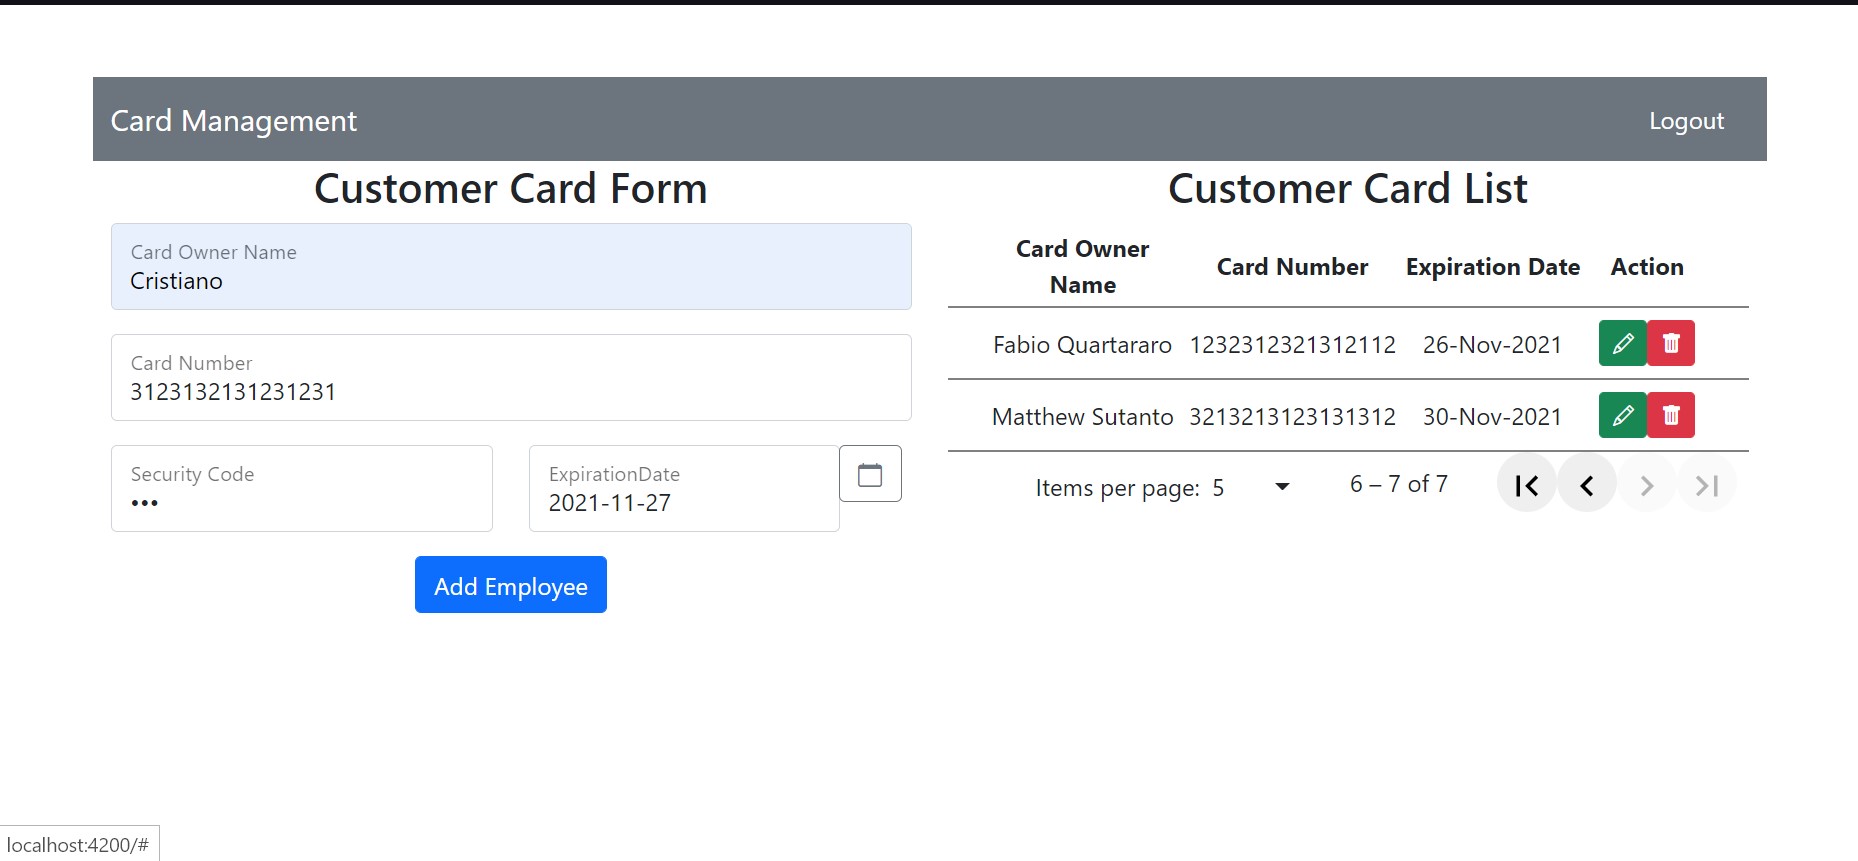 Card Management
Logout
Customer Card Form
Card Owner Name
Cristiano
Card Number
3123132131231231
Security Code
•••
ExpirationDate
2021-11-27
Add Employee
Customer Card List
Card Owner
Name
Card Number
Expiration Date
Action
Fabio Quartararo 1232312321312112 26-Nov-2021
Matthew Sutanto 3213213123131312 30-Nov-2021
Items per page: 5
6 – 7 of 7
localhost:4200/#